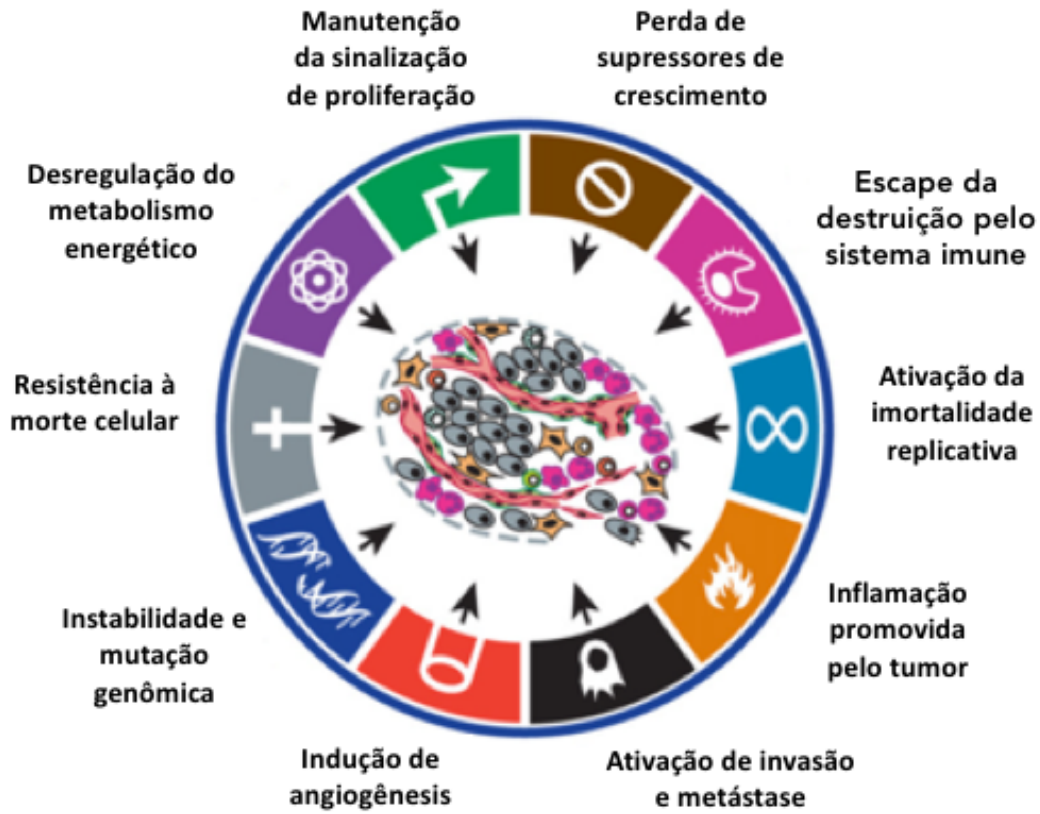 Manutenção
da sinalização
de proliferação
Perda de
supressores de
crescimento
Escape da
destruição pelo
sistema imune
Ativação da
imortalidade
replicativa
Inflamação
promovida
pelo tumor
Ativação de invasão
e metástase
Indução de
angiogênesis
Instabilidade e
mutação
genômica
Resistência à
morte celular
Desregulação do
metabolismo
energético